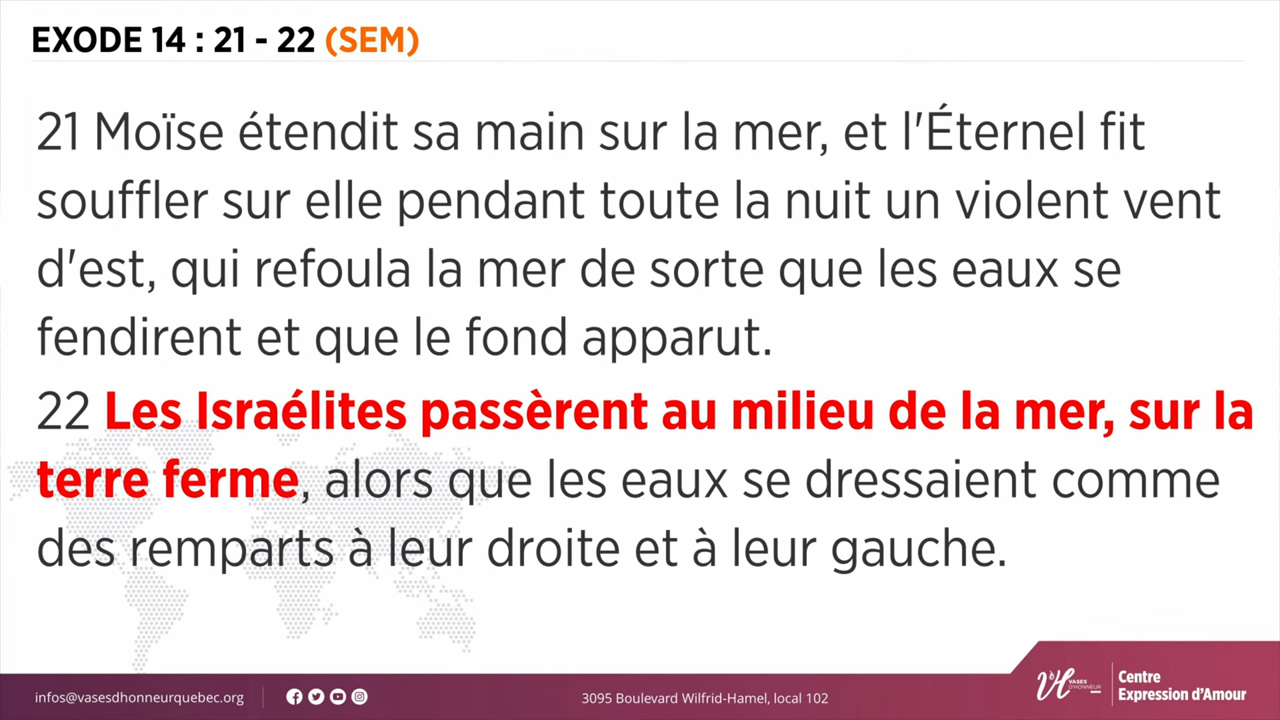 EXODE 14 : 21 - 22 (SEM)
21 Moïse étendit sa main sur la mer, et l'Éternel fit
souffler sur elle pendant toute la nuit un violent vent
d'est, qui refoula la mer de sorte que les eaux se
fendirent et que le fond apparut.
22 Les Israélites passèrent au milieu de la mer, sur la
terre ferme, alors que les eaux se dressaient comme
des remparts à leur droite et à leur gauche.
infos@vasesdhonneurquebec.org
3095 Boulevard Wilfrid-Hamel, local 102
VH VASES
D'HONNEUR
Centre
Expression d'Amour